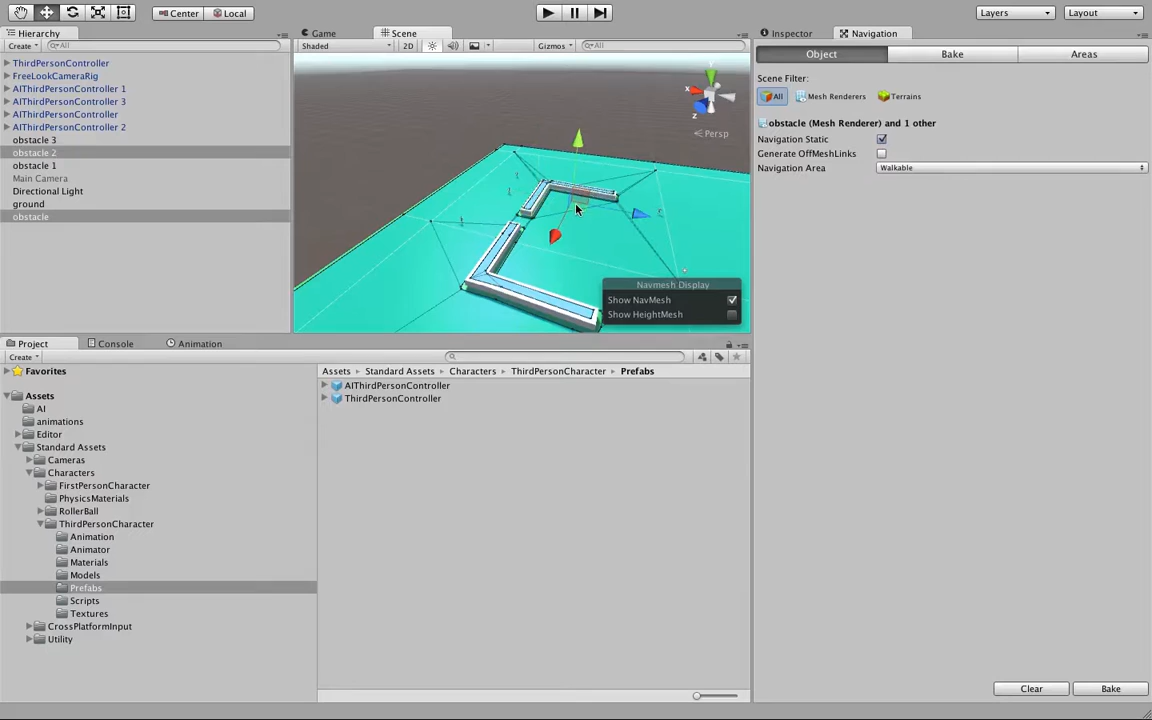 Center
Local
Layers
Layout
Hierarchy
Create
All
ThirdPersonController
FreeLookCameraRig
AIThirdPersonController 1
AIThirdPersonController 3
AIThirdPersonController
AIThirdPersonController 2
obstacle 3
obstacle 2
obstacle 1
Main Camera
Directional Light
ground
obstacle
Game
Scene
Shaded
2D
Gizmos
All
y
x
z
Persp
Navmesh Display
Show NavMesh
Show HeightMesh
Inspector
Navigation
Object
Bake
Areas
Scene Filter:
All
Mesh Renderers
Terrains
obstacle (Mesh Renderer) and 1 other
Navigation Static
Generate OffMeshLinks
Navigation Area
Walkable
Clear
Bake
Project
Console
Animation
Create
Favorites
Assets
AI
animations
Editor
Standard Assets
Cameras
Characters
FirstPersonCharacter
PhysicsMaterials
RollerBall
ThirdPersonCharacter
Animation
Animator
Materials
Models
Prefabs
Scripts
Textures
CrossPlatformInput
Utility
Assets
Standard Assets
Characters
ThirdPersonCharacter
Prefabs
AIThirdPersonController
ThirdPersonController